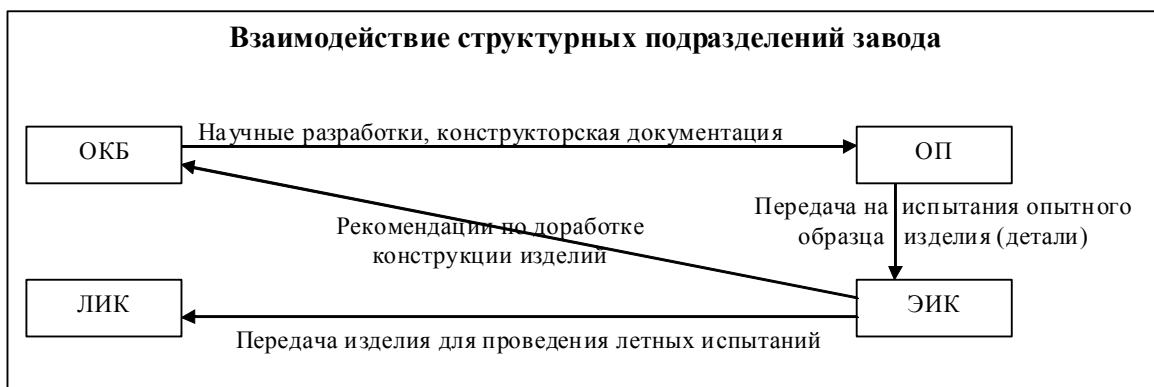 Взаимодействие структурных подразделений завода
Научные разработки, конструкторская документация
ОКБ
ОП
Передача на испытания опытного
образца изделия (детали)
Рекомендации по доработке
конструкции изделий
ЛИК
ЭИК
Передача изделия для проведения летных испытаний